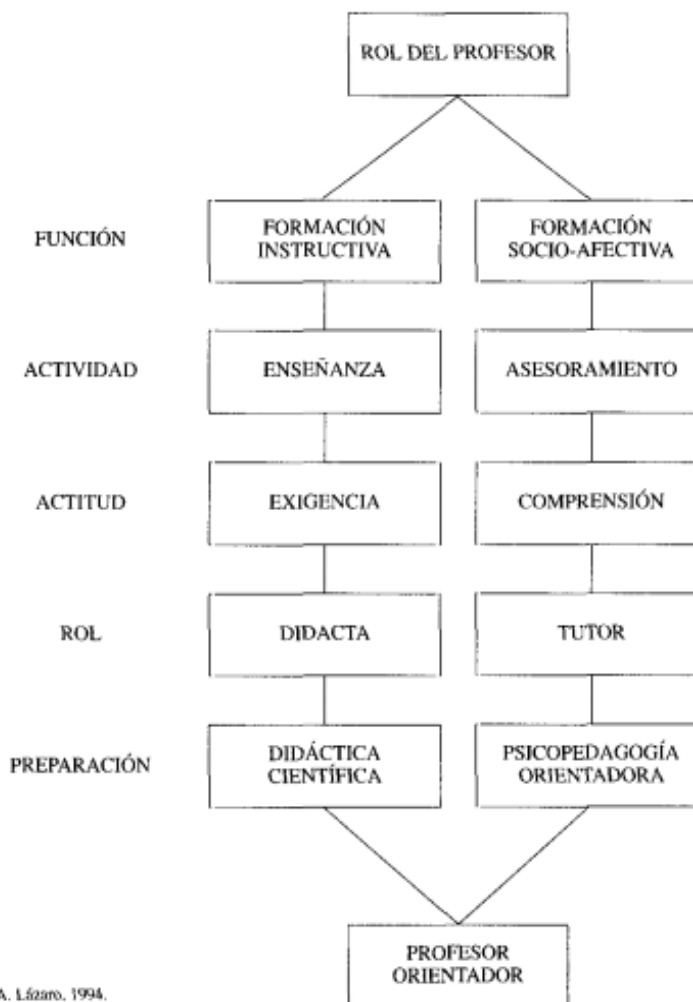 ROL DEL PROFESOR
FUNCIÓN
FORMACIÓN
INSTRUCTIVA
FORMACIÓN
SOCIO-AFECTIVA
ACTIVIDAD
ENSEÑANZA
ASESORAMIENTO
ACTITUD
EXIGENCIA
COMPRENSIÓN
ROL
DIDACTA
TUTOR
PREPARACIÓN
DIDÁCTICA
CIENTÍFICA
PSICOPEDAGOGÍA
ORIENTADORA
PROFESOR
ORIENTADOR
A. Lázaro, 1994.